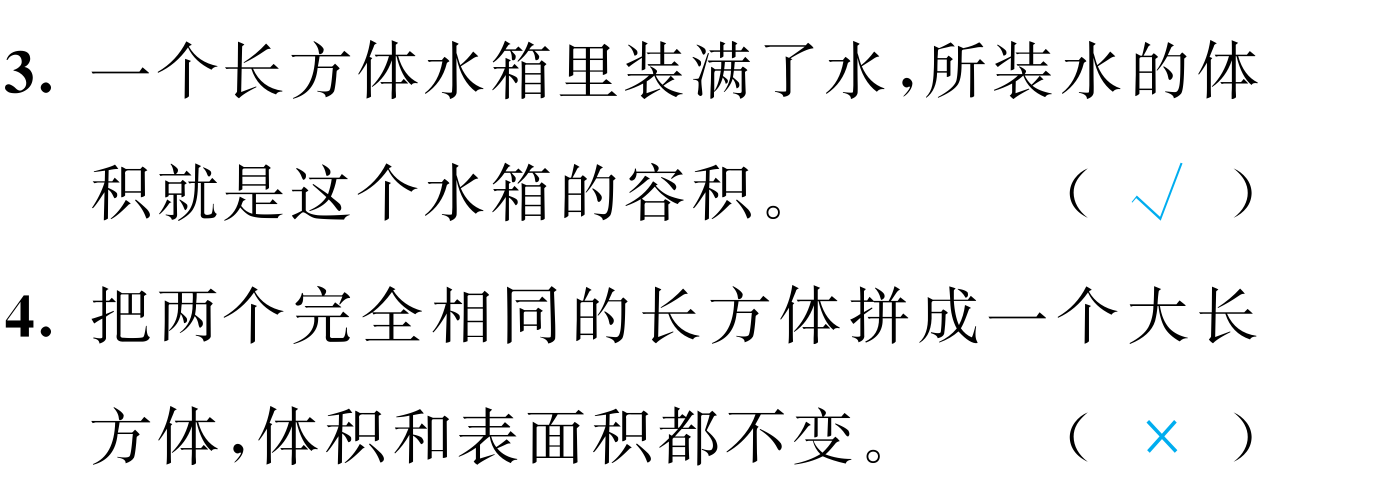 3. 一个长方体水箱里装满了水,所装水的体
积就是这个水箱的容积。 ( √ )
4. 把两个完全相同的长方体拼成一个大长
方体,体积和表面积都不变。 ( × )